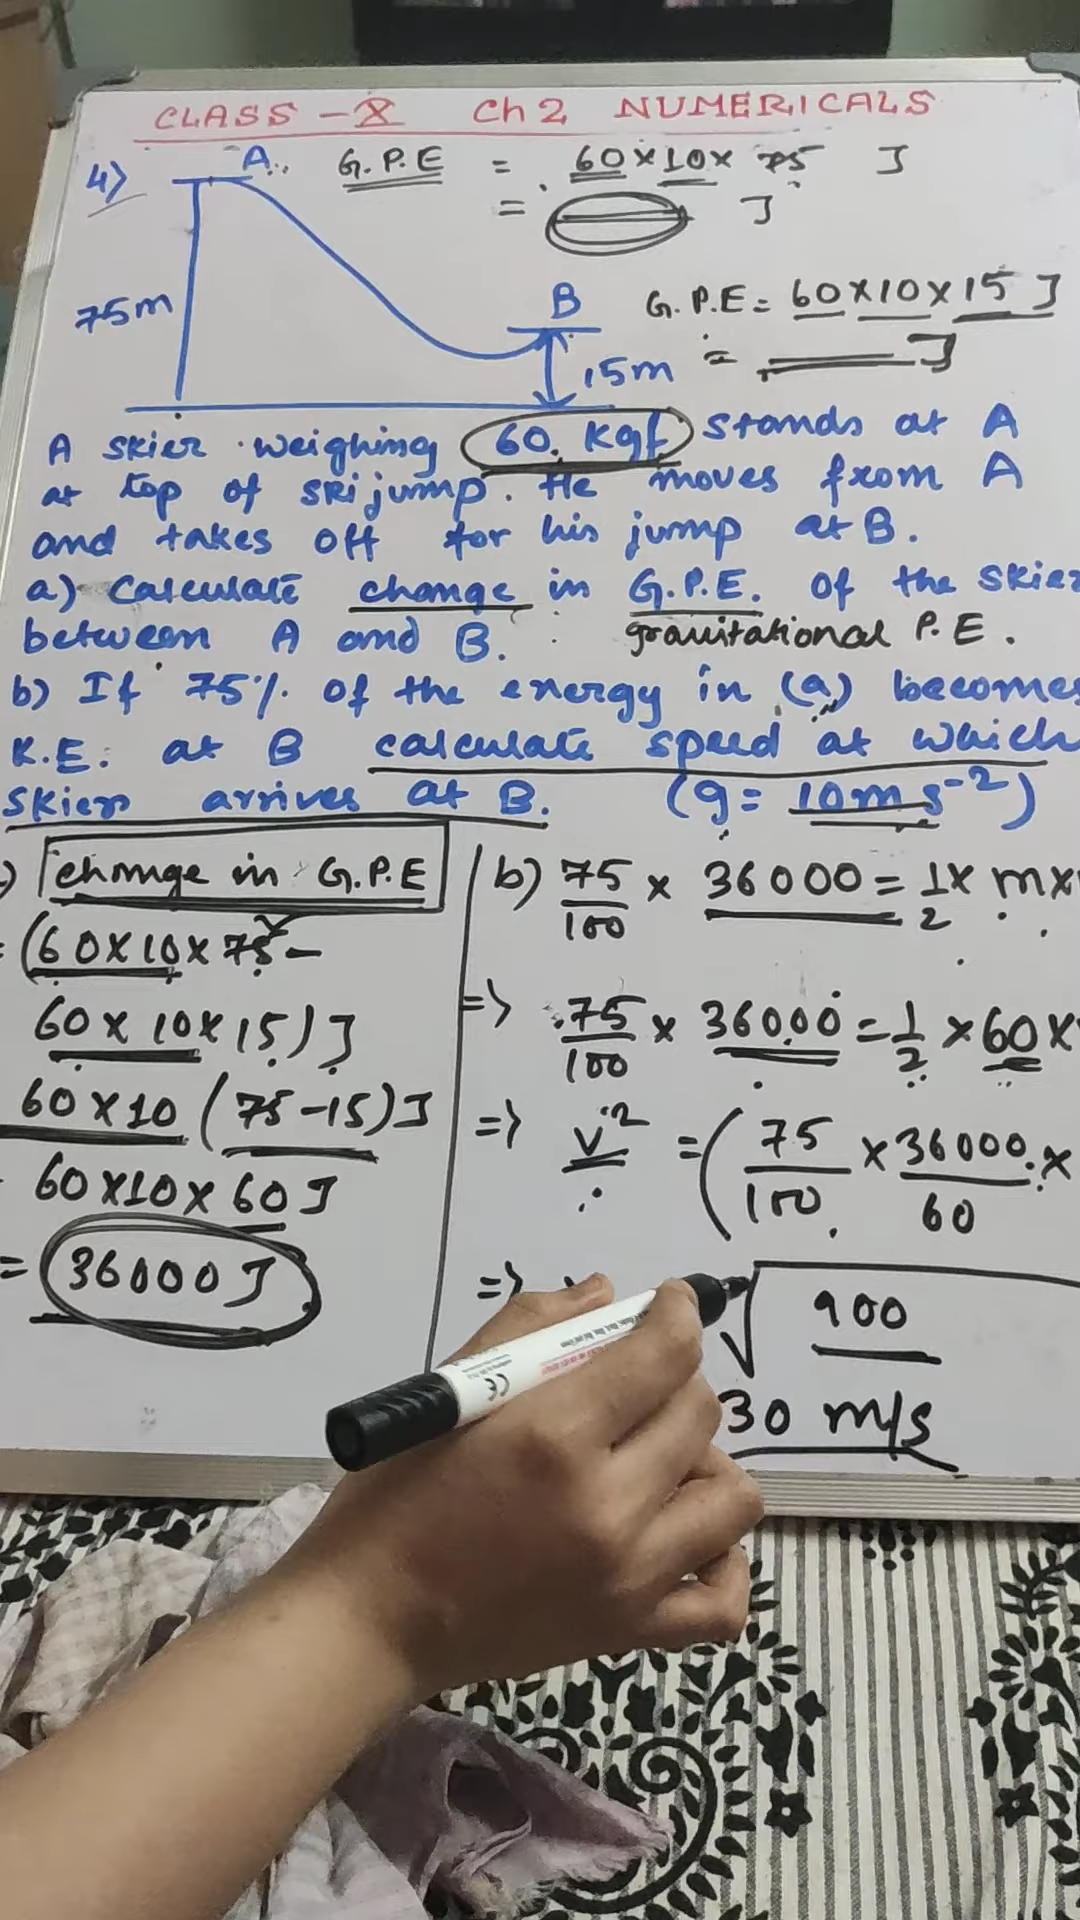 CLASS - X Ch 2 NUMERICALS
4) A. G.P.E = 60 × 10 × 75 J
= J
75m
B G.P.E = 60 × 10 × 15 J
= J
15m
A skier weighing 60 Kgf stands at A
at top of ski jump. He moves from A
and takes off for his jump at B.
a) Calculate change in G.P.E. of the skier
between A and B. gravitational P.E.
b) If 75% of the energy in (a) becomes
K.E. at B calculate speed at which
skier arrives at B. (g = 10 m s⁻²)
) change in G.P.E
= (60 × 10 × 75 –
60 × 10 × 15) J
60 × 10 (75 – 15) J
60 × 10 × 60 J
= 36000 J
b) 75/100 × 36000 = 1/2 × m ×
=> 75/100 × 36000 = 1/2 × 60 ×
=> v² = (75/100 × 36000/60 ×
=> √900
30 m/s